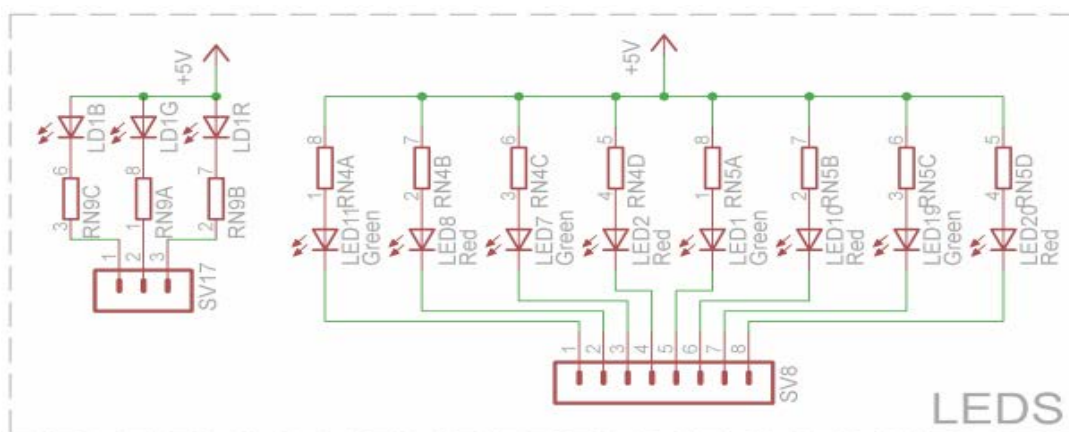 +5V
LD1B
LD1G
LD1R
6
8
7
RN9C
RN9A
RN9B
3
1
2
1
2
3
SV17
+5V
8
7
6
5
8
7
6
5
RN4A
RN4B
RN4C
RN4D
RN5A
RN5B
RN5C
RN5D
1
2
3
4
1
2
3
4
LED11
Green
LED8
Red
LED7
Green
LED2
Red
LED1
Green
LED10
Red
LED19
Green
LED20
Red
1
2
3
4
5
6
7
8
SV8
LEDS